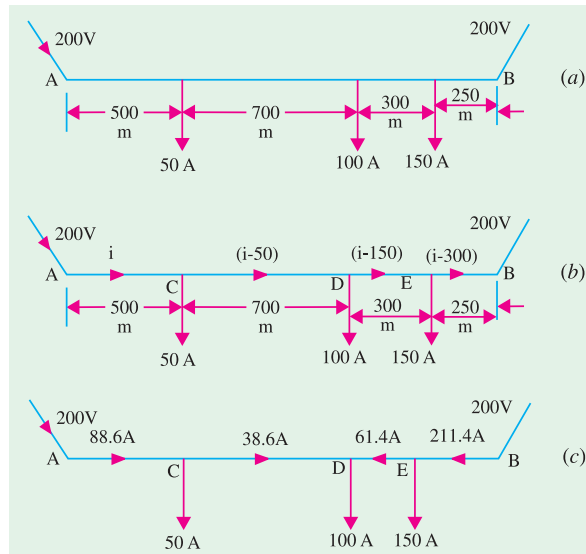 200V 200V
A B (a)
500 m 700 m 300 m 250 m
50 A 100 A 150 A
200V 200V
i (i-50) (i-150) (i-300)
A C D E B (b)
500 m 700 m 300 m 250 m
50 A 100 A 150 A
200V 200V
88.6A 38.6A 61.4A 211.4A
A C D E B (c)
50 A 100 A 150 A